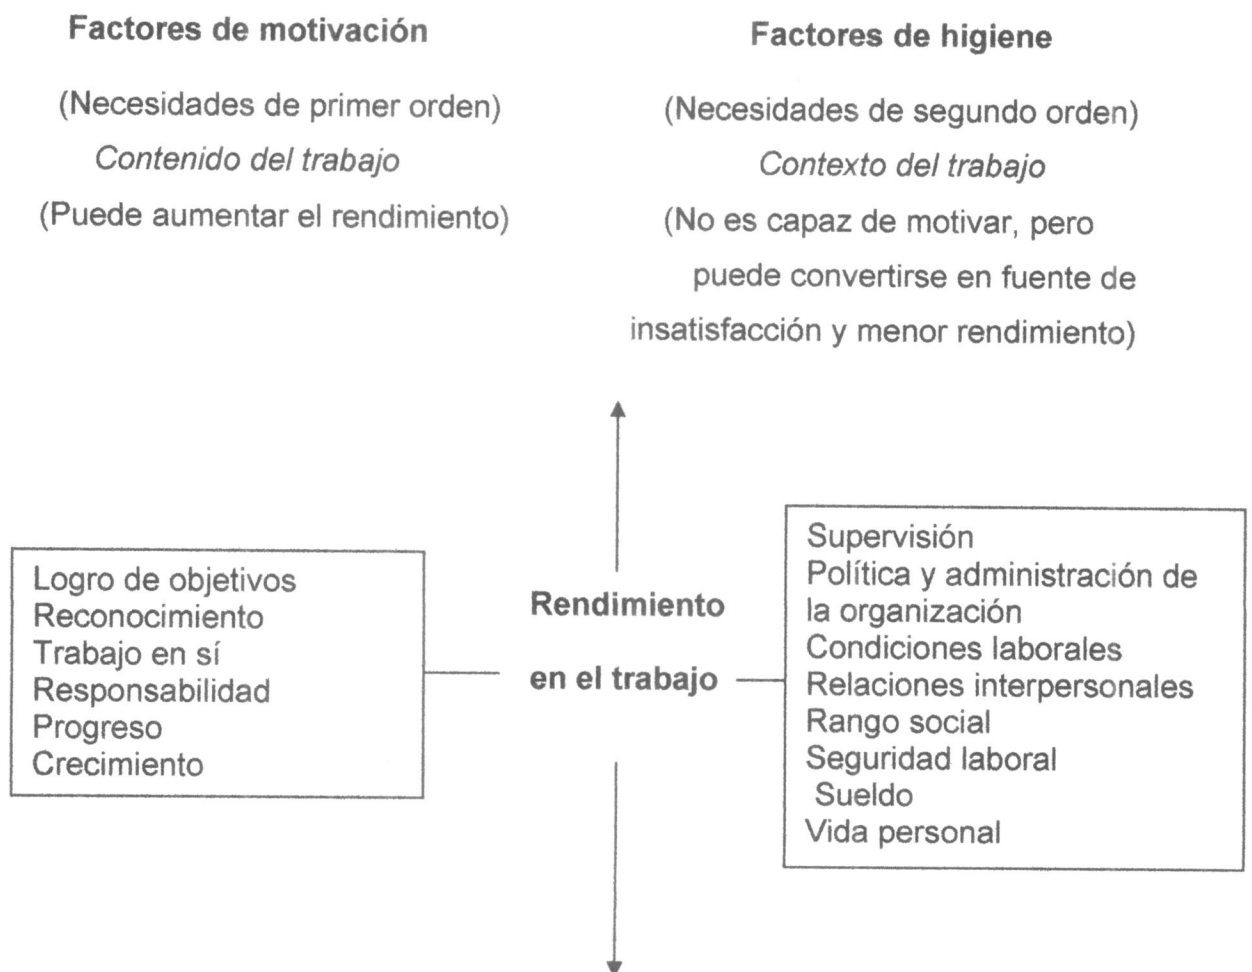 Factores de motivación
(Necesidades de primer orden)
Contenido del trabajo
(Puede aumentar el rendimiento)
Factores de higiene
(Necesidades de segundo orden)
Contexto del trabajo
(No es capaz de motivar, pero
puede convertirse en fuente de
insatisfacción y menor rendimiento)
Logro de objetivos
Reconocimiento
Trabajo en sí
Responsabilidad
Progreso
Crecimiento
Rendimiento
en el trabajo
Supervisión
Política y administración de
la organización
Condiciones laborales
Relaciones interpersonales
Rango social
Seguridad laboral
Sueldo
Vida personal